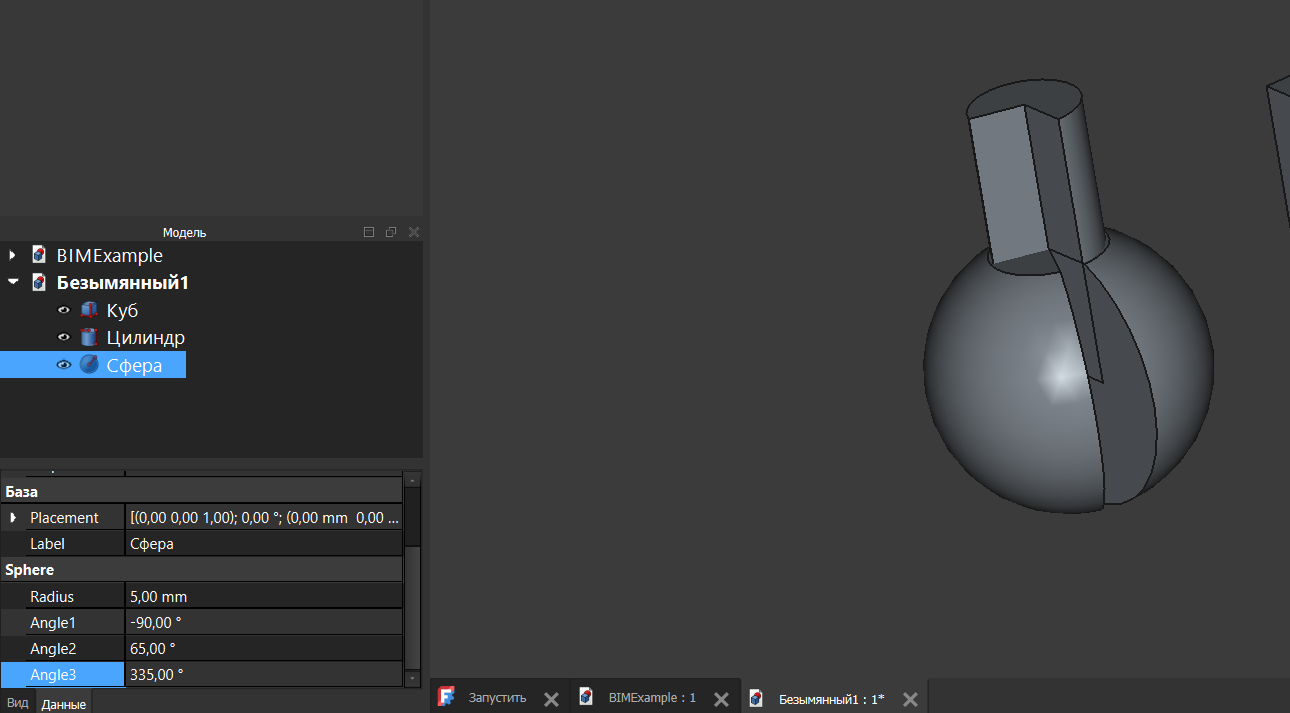 Модель
BIMExample
Безымянный1
Куб
Цилиндр
Сфера
База
Placement [(0,00 0,00 1,00); 0,00 °; (0,00 mm 0,00 ...
Label Сфера
Sphere
Radius 5,00 mm
Angle1 -90,00 °
Angle2 65,00 °
Angle3 335,00 °
Вид Данные
Запустить BIMExample : 1 Безымянный1 : 1*